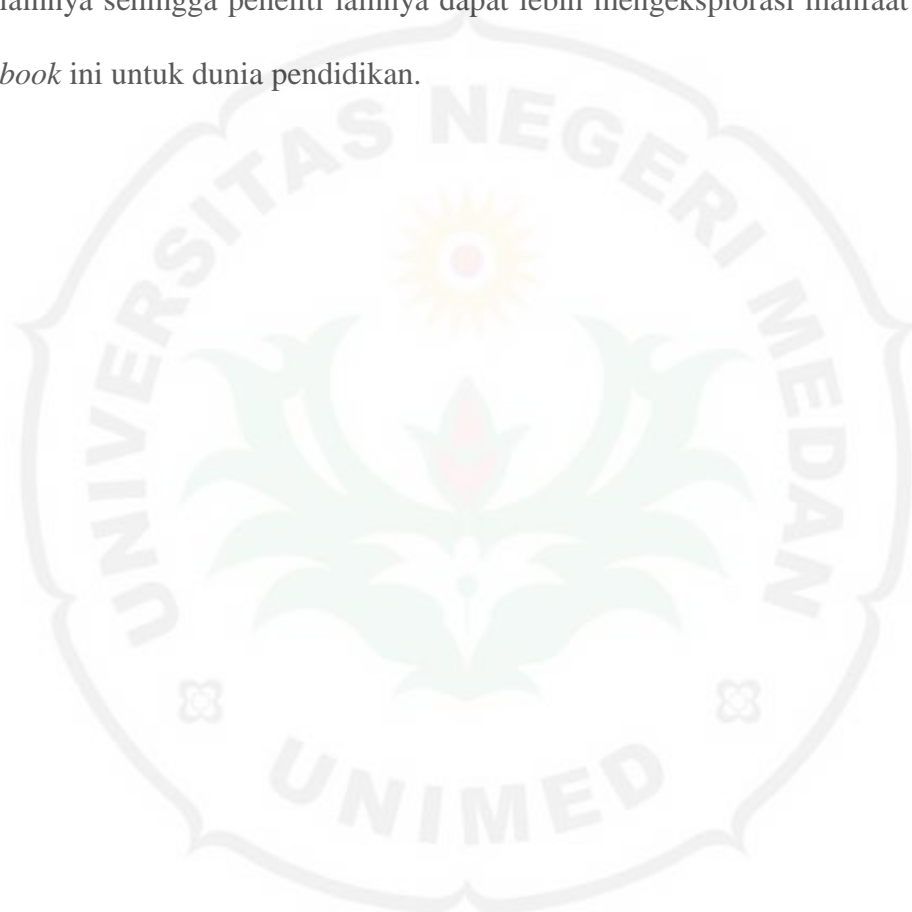 lainnya sehingga peneliti lainnya dapat lebih mengeksplorasi manfaat
book ini untuk dunia pendidikan.
UNIVERSITAS NEGERI MEDAN
UNIMED